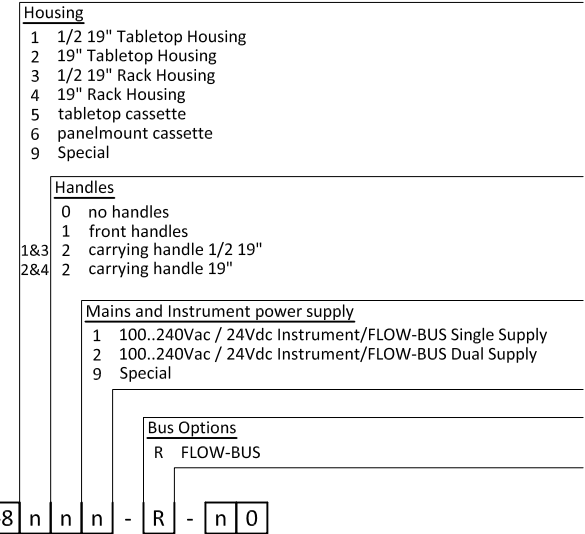 Housing
1 1/2 19" Tabletop Housing
2 19" Tabletop Housing
3 1/2 19" Rack Housing
4 19" Rack Housing
5 tabletop cassette
6 panelmount cassette
9 Special
Handles
0 no handles
1 front handles
1&3 2 carrying handle 1/2 19"
2&4 2 carrying handle 19"
Mains and Instrument power supply
1 100..240Vac / 24Vdc Instrument/FLOW-BUS Single Supply
2 100..240Vac / 24Vdc Instrument/FLOW-BUS Dual Supply
9 Special
Bus Options
R FLOW-BUS
8 n n n - R - n 0